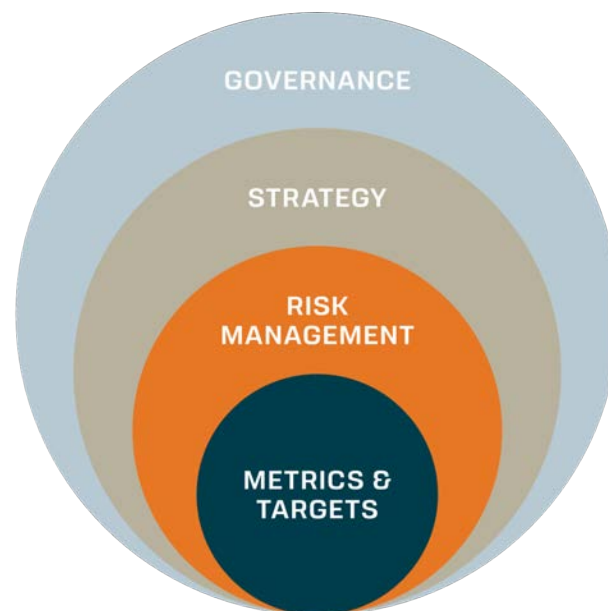 GOVERNANCE
STRATEGY
RISK
MANAGEMENT
METRICS &
TARGETS